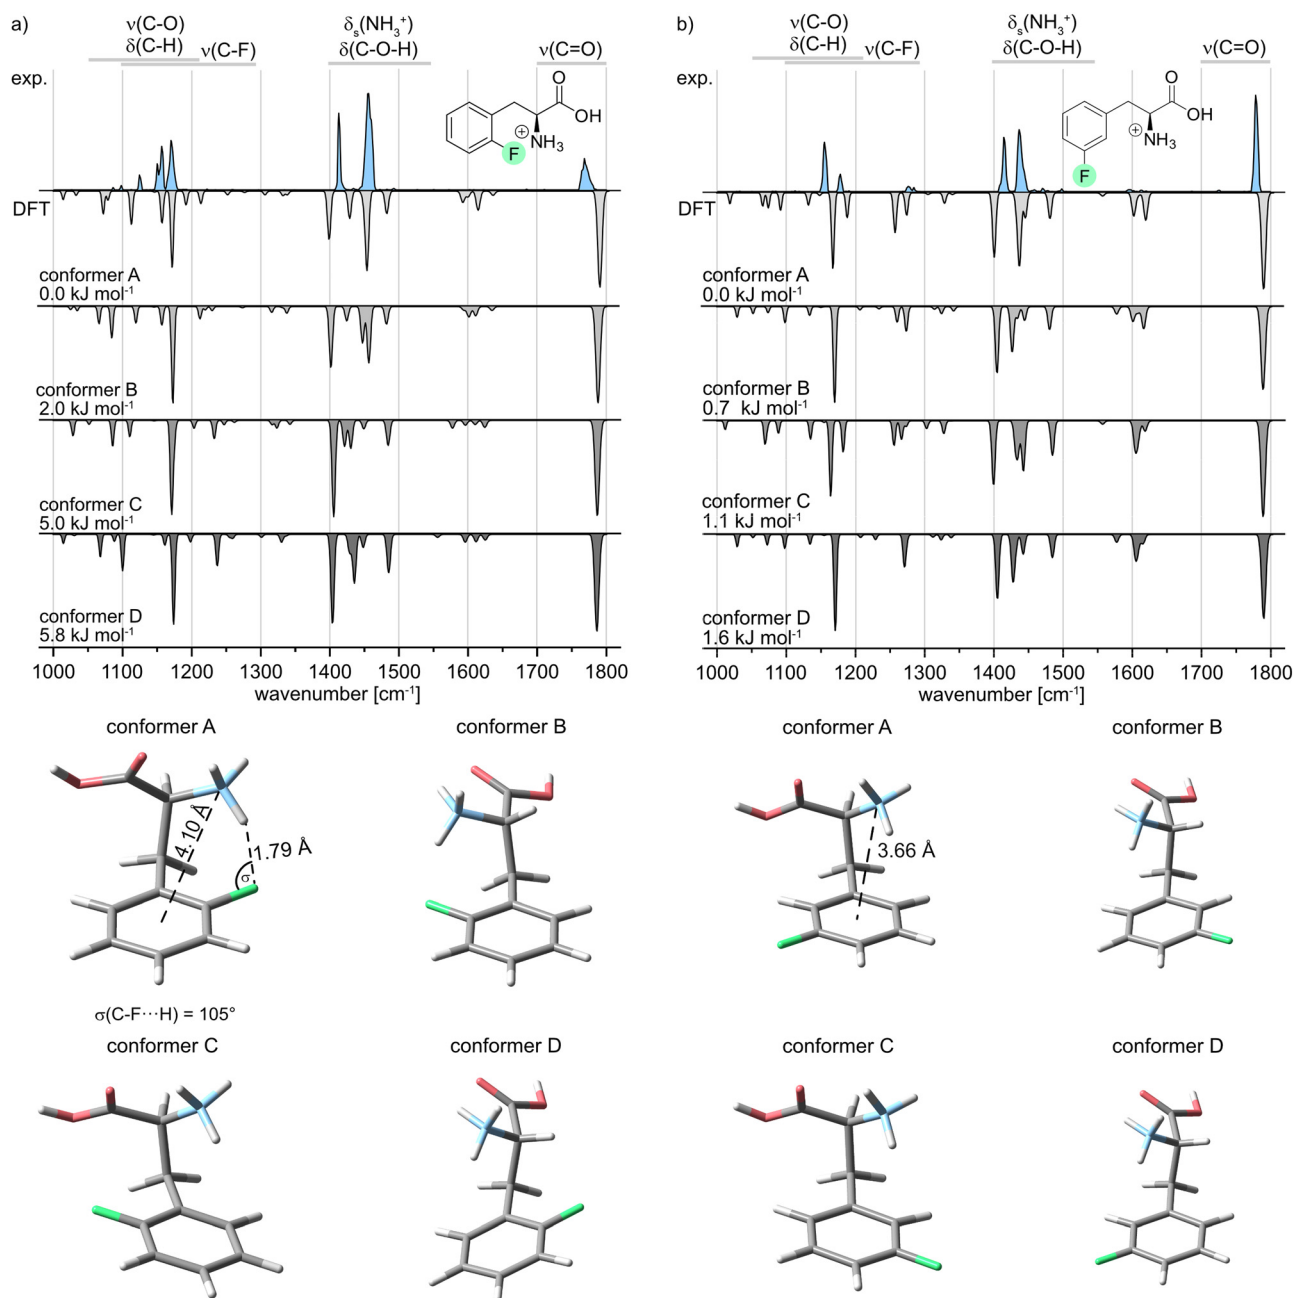 a)
ν(C-O)
δ(C-H)
ν(C-F)
δs(NH3+)
δ(C-O-H)
ν(C=O)
exp.
O
OH
+
NH3
F
DFT
conformer A
0.0 kJ mol-1
conformer B
2.0 kJ mol-1
conformer C
5.0 kJ mol-1
conformer D
5.8 kJ mol-1
1000 1100 1200 1300 1400 1500 1600 1700 1800
wavenumber [cm-1]
b)
ν(C-O)
δ(C-H)
ν(C-F)
δs(NH3+)
δ(C-O-H)
ν(C=O)
exp.
O
OH
+
NH3
F
DFT
conformer A
0.0 kJ mol-1
conformer B
0.7 kJ mol-1
conformer C
1.1 kJ mol-1
conformer D
1.6 kJ mol-1
1000 1100 1200 1300 1400 1500 1600 1700 1800
wavenumber [cm-1]
conformer A
4.10 Å
1.79 Å
σ
σ(C-F···H) = 105°
conformer B
conformer C
conformer D
conformer A
3.66 Å
conformer B
conformer C
conformer D